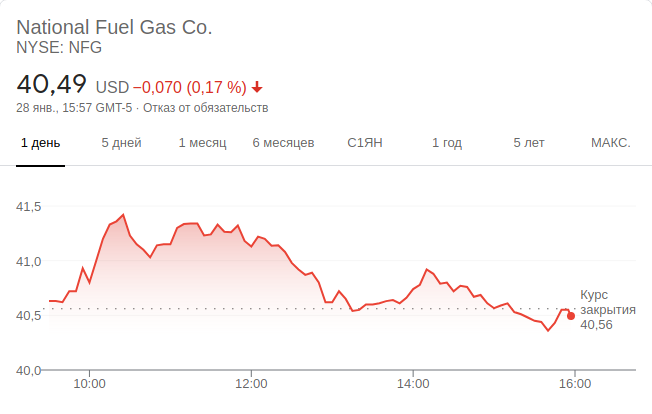 National Fuel Gas Co.
NYSE: NFG
40,49 USD −0,070 (0,17 %)
28 янв., 15:57 GMT-5 · Отказ от обязательств
1 день 5 дней 1 месяц 6 месяцев С1ЯН 1 год 5 лет МАКС.
41,5
41,0
Курс
закрытия
40,5
40,56
40,0
10:00 12:00 14:00 16:00